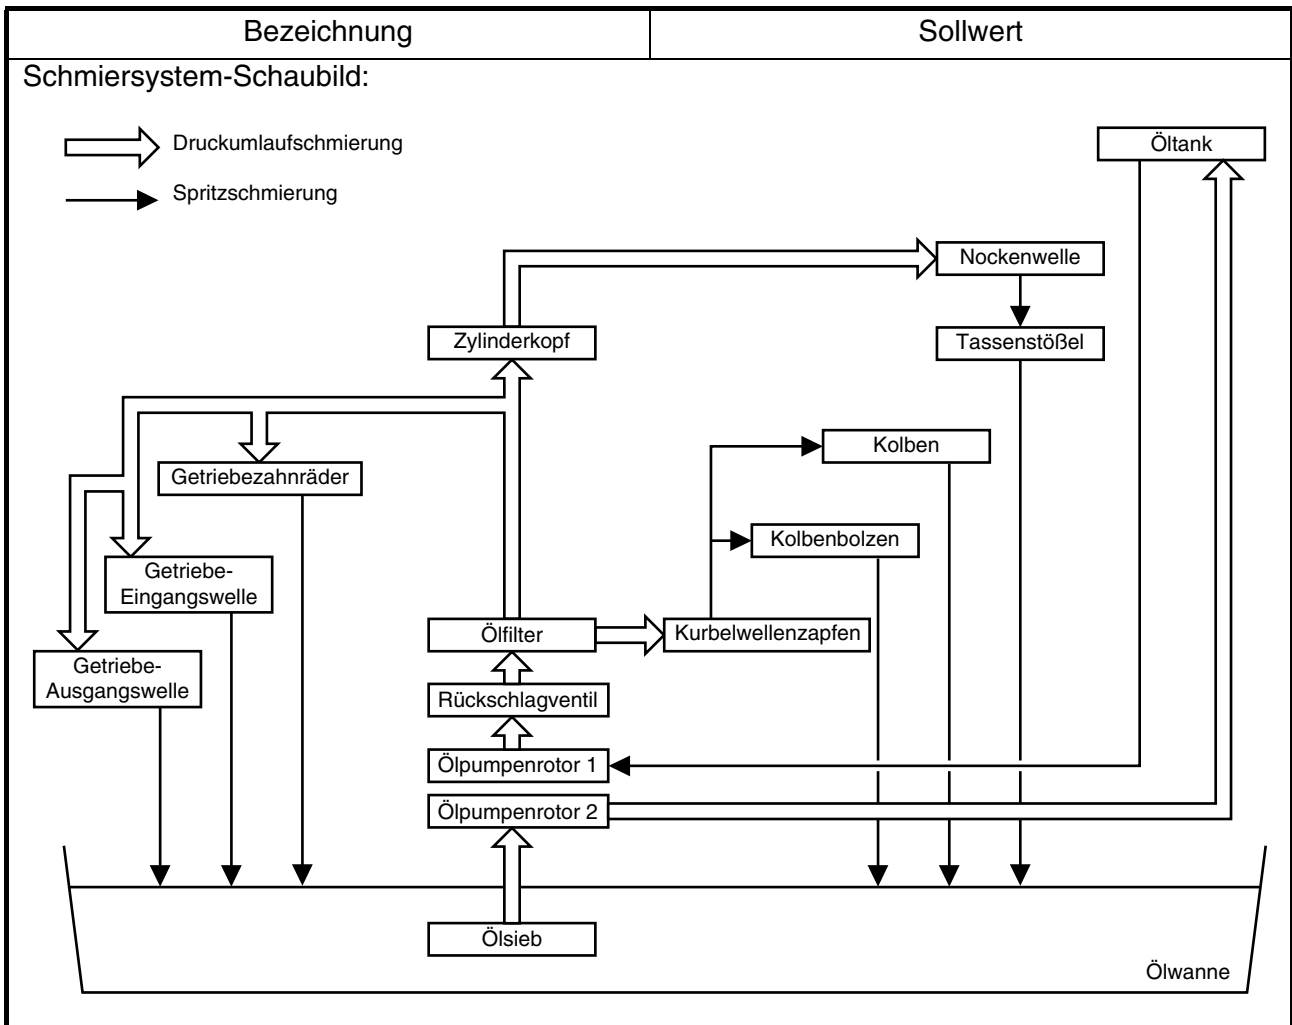 Bezeichnung
Sollwert
Schmiersystem-Schaubild:
Druckumlaufschmierung
Spritzschmierung
Öltank
Nockenwelle
Zylinderkopf
Tassenstößel
Kolben
Getriebezahnräder
Kolbenbolzen
Getriebe-
Eingangswelle
Ölfilter
Kurbelwellenzapfen
Getriebe-
Ausgangswelle
Rückschlagventil
Ölpumpenrotor 1
Ölpumpenrotor 2
Ölsieb
Ölwanne